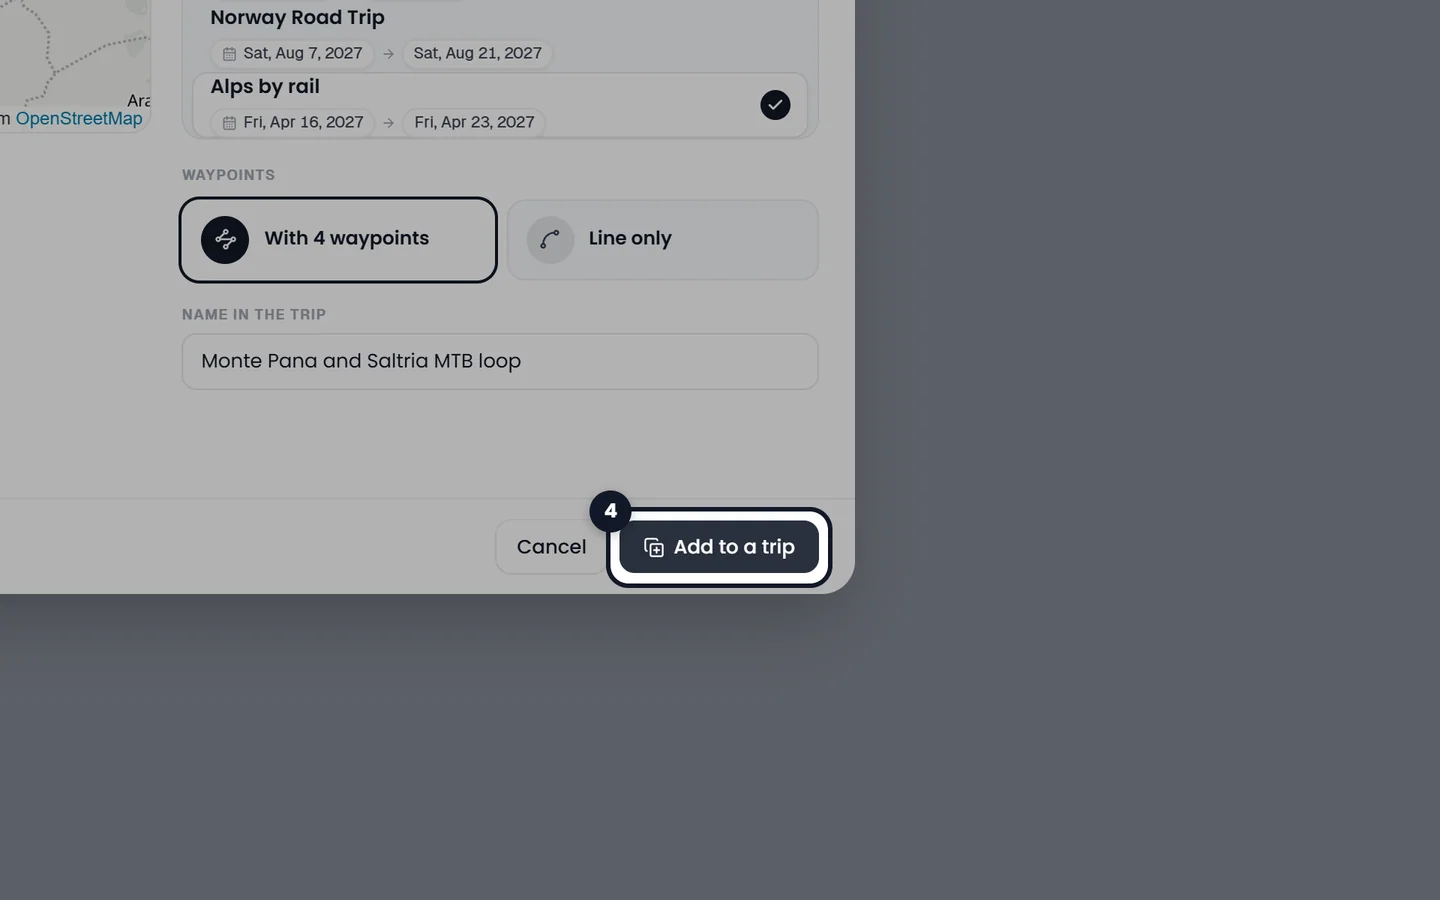 Norway Road Trip
Sat, Aug 7, 2027 → Sat, Aug 21, 2027
Alps by rail
Fri, Apr 16, 2027 → Fri, Apr 23, 2027
Ara
m OpenStreetMap
WAYPOINTS
With 4 waypoints
Line only
NAME IN THE TRIP
Monte Pana and Saltria MTB loop
4
Cancel
Add to a trip